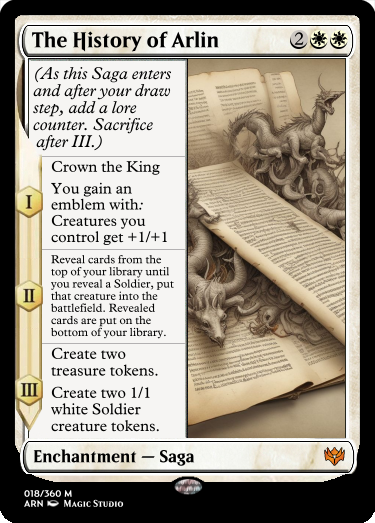 The History of Arlin 2
(As this Saga enters
and after your draw
step, add a lore
counter. Sacrifice
after III.)
Crown the King
I
You gain an
emblem with:
Creatures you
control get +1/+1
II
Reveal cards from the
top of your library until
you reveal a Soldier, put
that creature into the
battlefield. Revealed
cards are put on the
bottom of your library.
III
Create two
treasure tokens.
Create two 1/1
white Soldier
creature tokens.
Enchantment — Saga
018/360 M
ARN Magic Studio